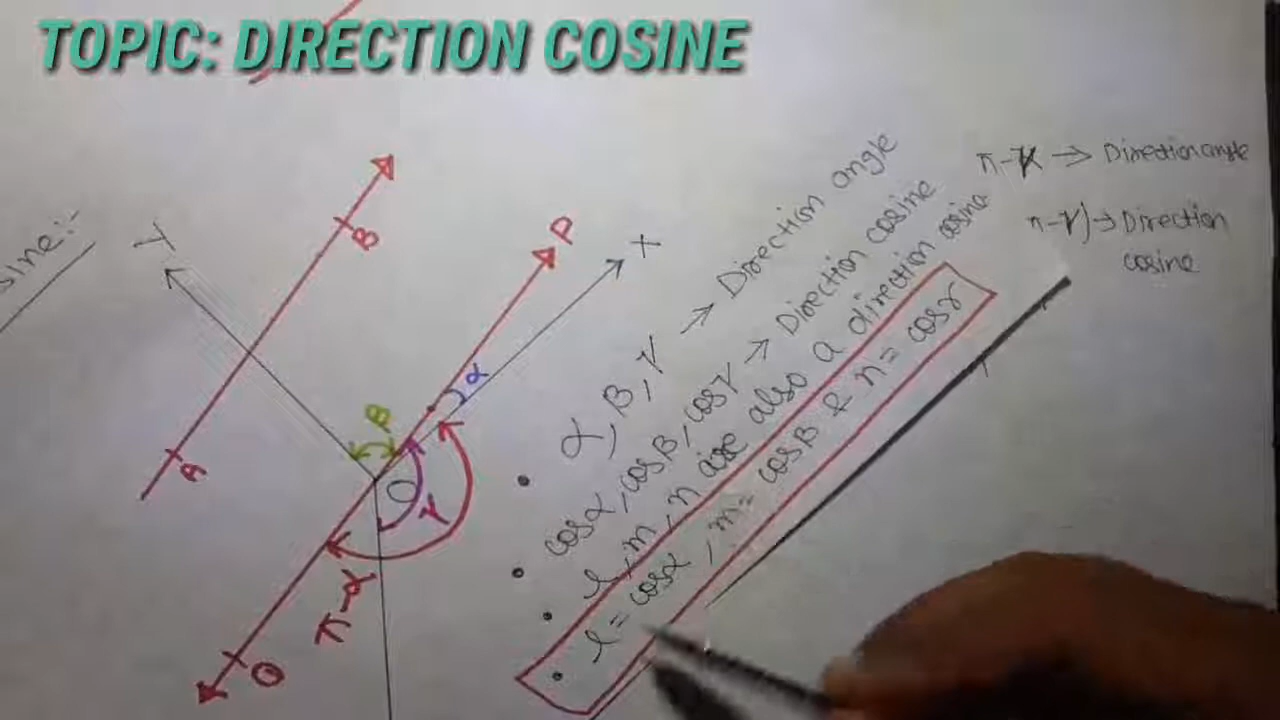 TOPIC: DIRECTION COSINE
sine:-
Y
B
A
P
X
α
β
O
γ
π-α
Q
α, β, γ → Direction angle
cosα, cosβ, cosγ → Direction cosine
l, m, n are also a direction cosine
l = cosα, m = cosβ & n = cosγ
→ Direction angle
π-γ) → Direction
cosine